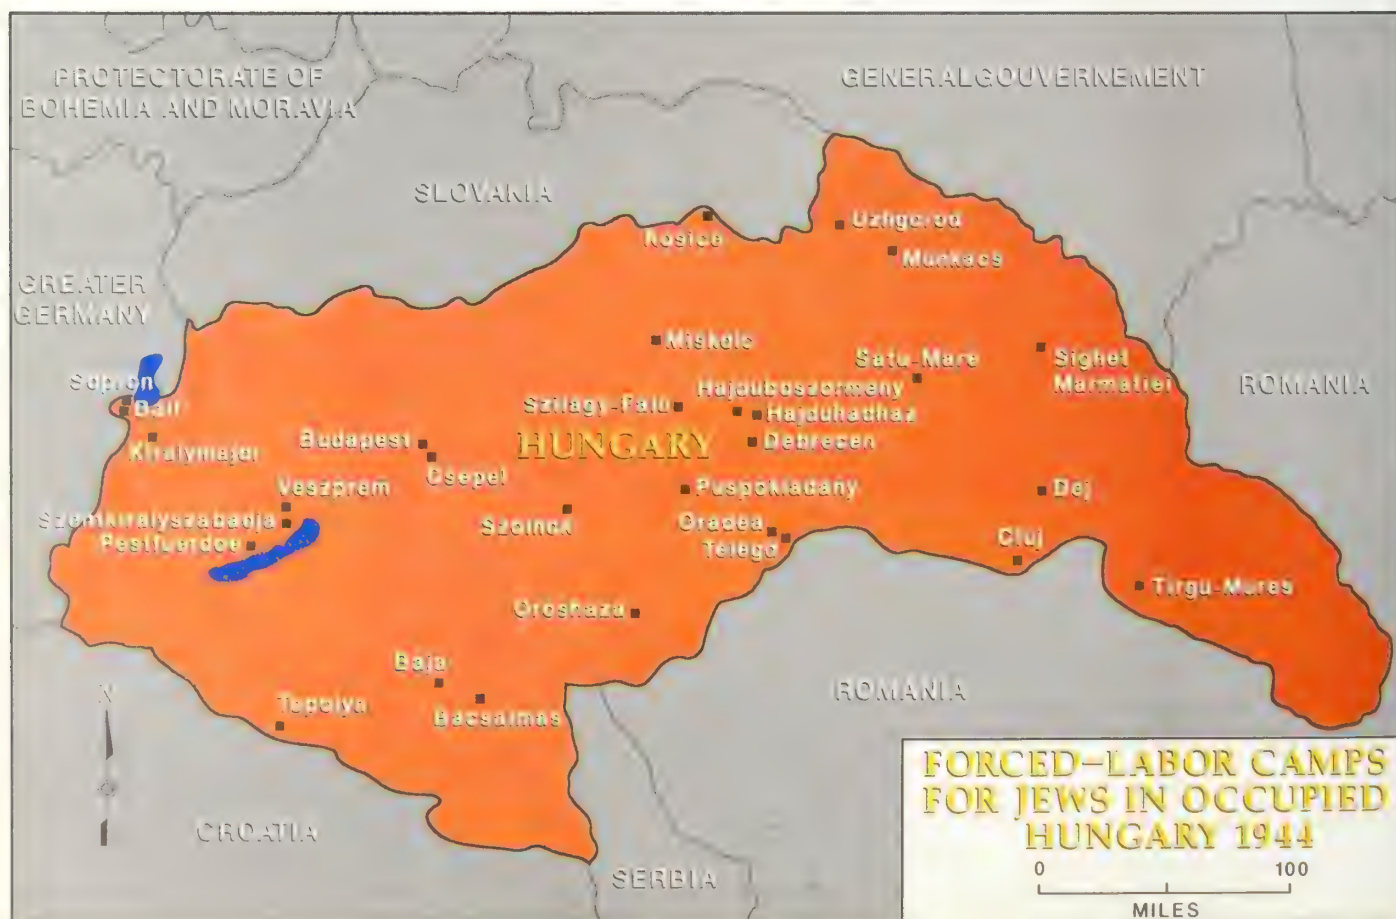 PROTECTORATE OF
BOHEMIA AND MORAVIA
GENERALGOUVERNEMENT
SLOVAKIA
GREATER
GERMANY
ROMANIA
Kosice
Uzhgorod
Munkacs
Miskolc
Satu-Mare
Sighet
Marmatiei
Sopron
Balf
Kiralymajor
Szilagy-Falu
Hajduboszormeny
Hajduhadhaz
Debrecen
HUNGARY
Budapest
Csepel
Veszprem
Szemkiralyszabadja
Pestfuerdoe
Puspokladany
Szolnok
Oradea
Telegd
Dej
Cluj
Tirgu-Mures
Oroshaza
Baja
Bacsalmas
Topolya
ROMANIA
N
CROATIA
SERBIA
FORCED–LABOR CAMPS
FOR JEWS IN OCCUPIED
HUNGARY 1944
0 100
MILES